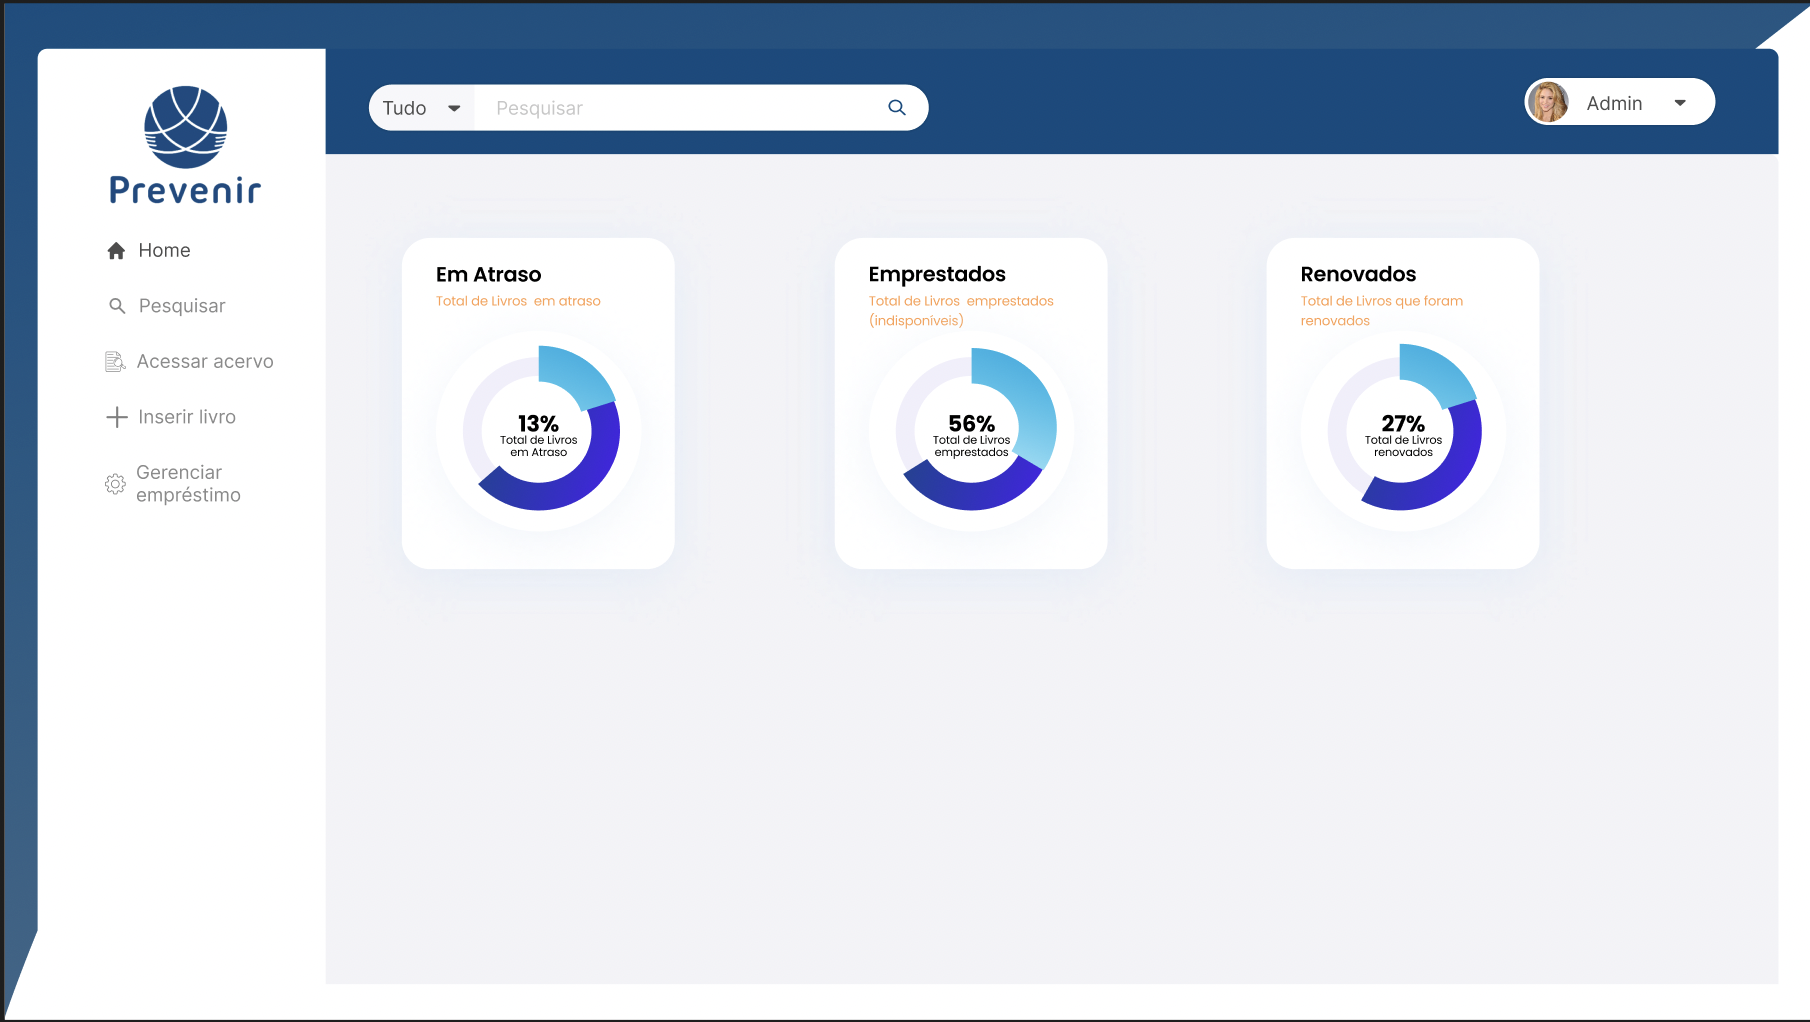 Prevenir
Home
Pesquisar
Acessar acervo
Inserir livro
Gerenciar
empréstimo
Tudo
Pesquisar
Admin
Em Atraso
Total de Livros em atraso
13%
Total de Livros
em Atraso
Emprestados
Total de Livros emprestados
(indisponíveis)
56%
Total de Livros
emprestados
Renovados
Total de Livros que foram
renovados
27%
Total de Livros
renovados